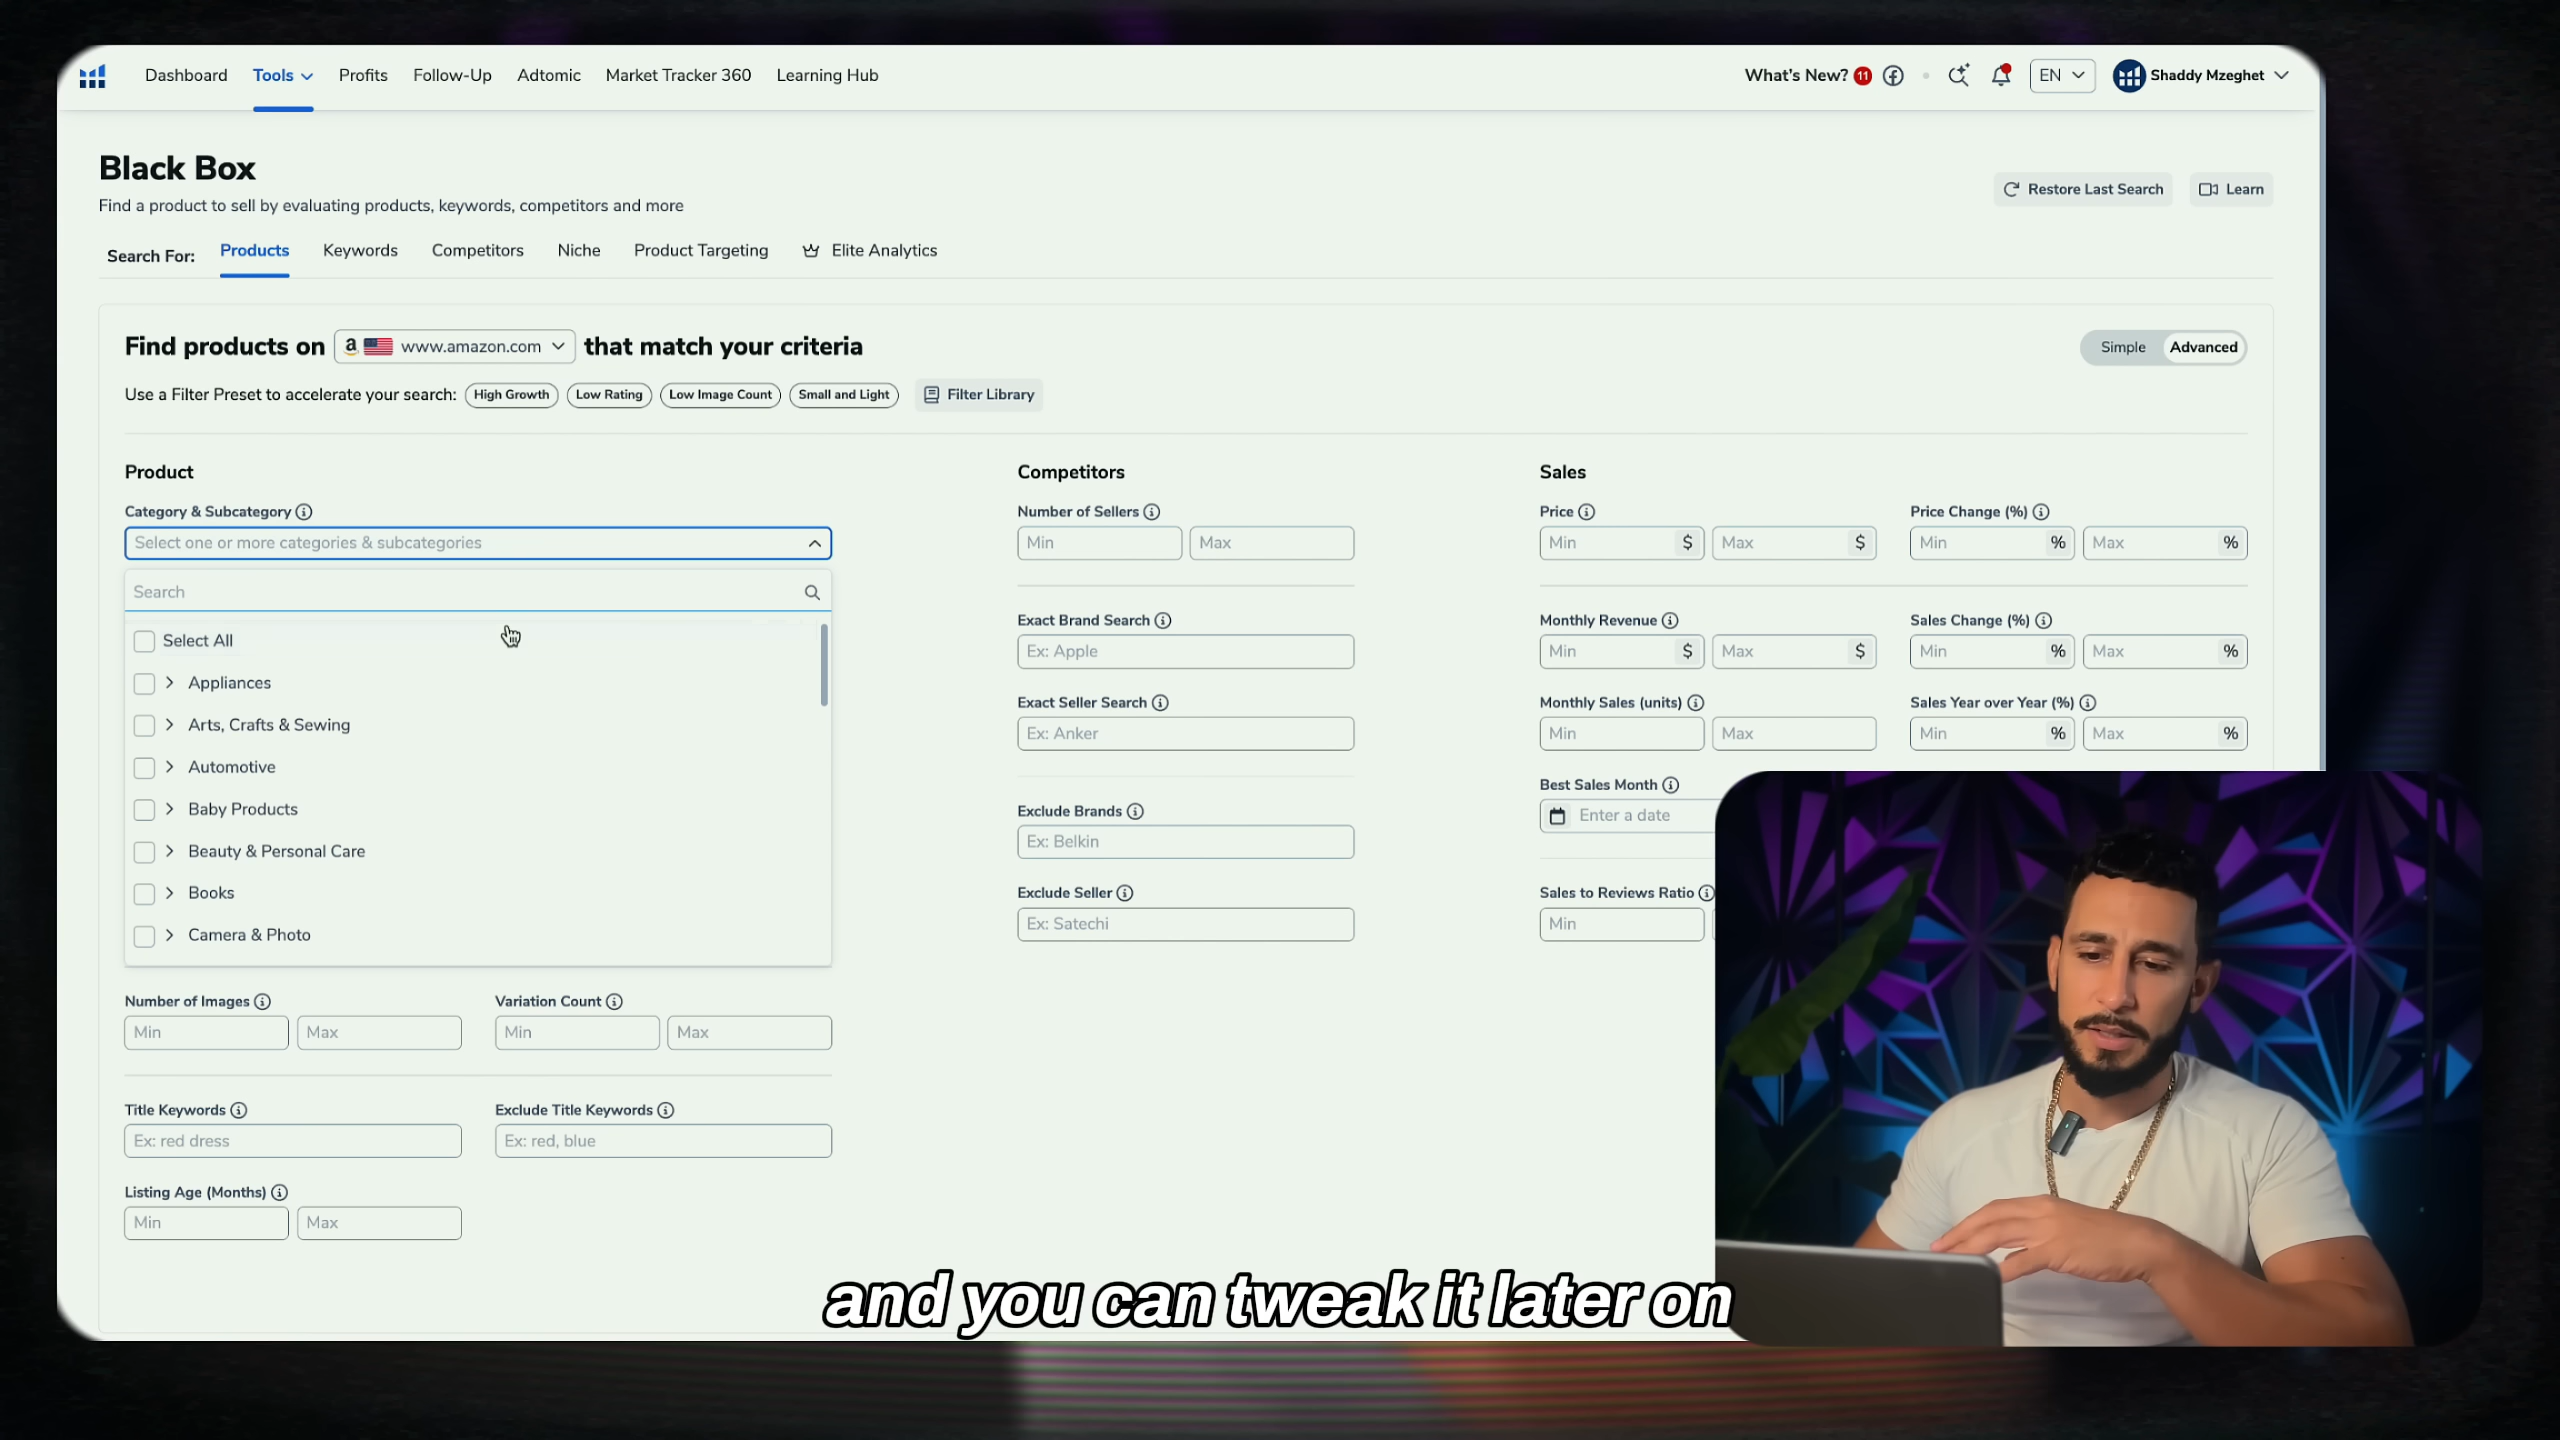 Dashboard Tools Profits Follow-Up Adtomic Market Tracker 360 Learning Hub What's New? 11 EN Shaddy Mzeghet
Black Box
Find a product to sell by evaluating products, keywords, competitors and more
Restore Last Search Learn
Search For: Products Keywords Competitors Niche Product Targeting Elite Analytics
Find products on a www.amazon.com that match your criteria
Simple Advanced
Use a Filter Preset to accelerate your search: High Growth Low Rating Low Image Count Small and Light Filter Library
Product
Category & Subcategory
Select one or more categories & subcategories
Search
Select All
Appliances
Arts, Crafts & Sewing
Automotive
Baby Products
Beauty & Personal Care
Books
Camera & Photo
Number of Images Variation Count
Min Max Min Max
Title Keywords Exclude Title Keywords
Ex: red dress Ex: red, blue
Listing Age (Months)
Min Max
Competitors
Number of Sellers
Min Max
Exact Brand Search
Ex: Apple
Exact Seller Search
Ex: Anker
Exclude Brands
Ex: Belkin
Exclude Seller
Ex: Satechi
Sales
Price Price Change (%)
Min $ Max $ Min % Max %
Monthly Revenue Sales Change (%)
Min $ Max $ Min % Max %
Monthly Sales (units) Sales Year over Year (%)
Min Max Min % Max %
Best Sales Month
Enter a date
Sales to Reviews Ratio
Min
and you can tweak it later on